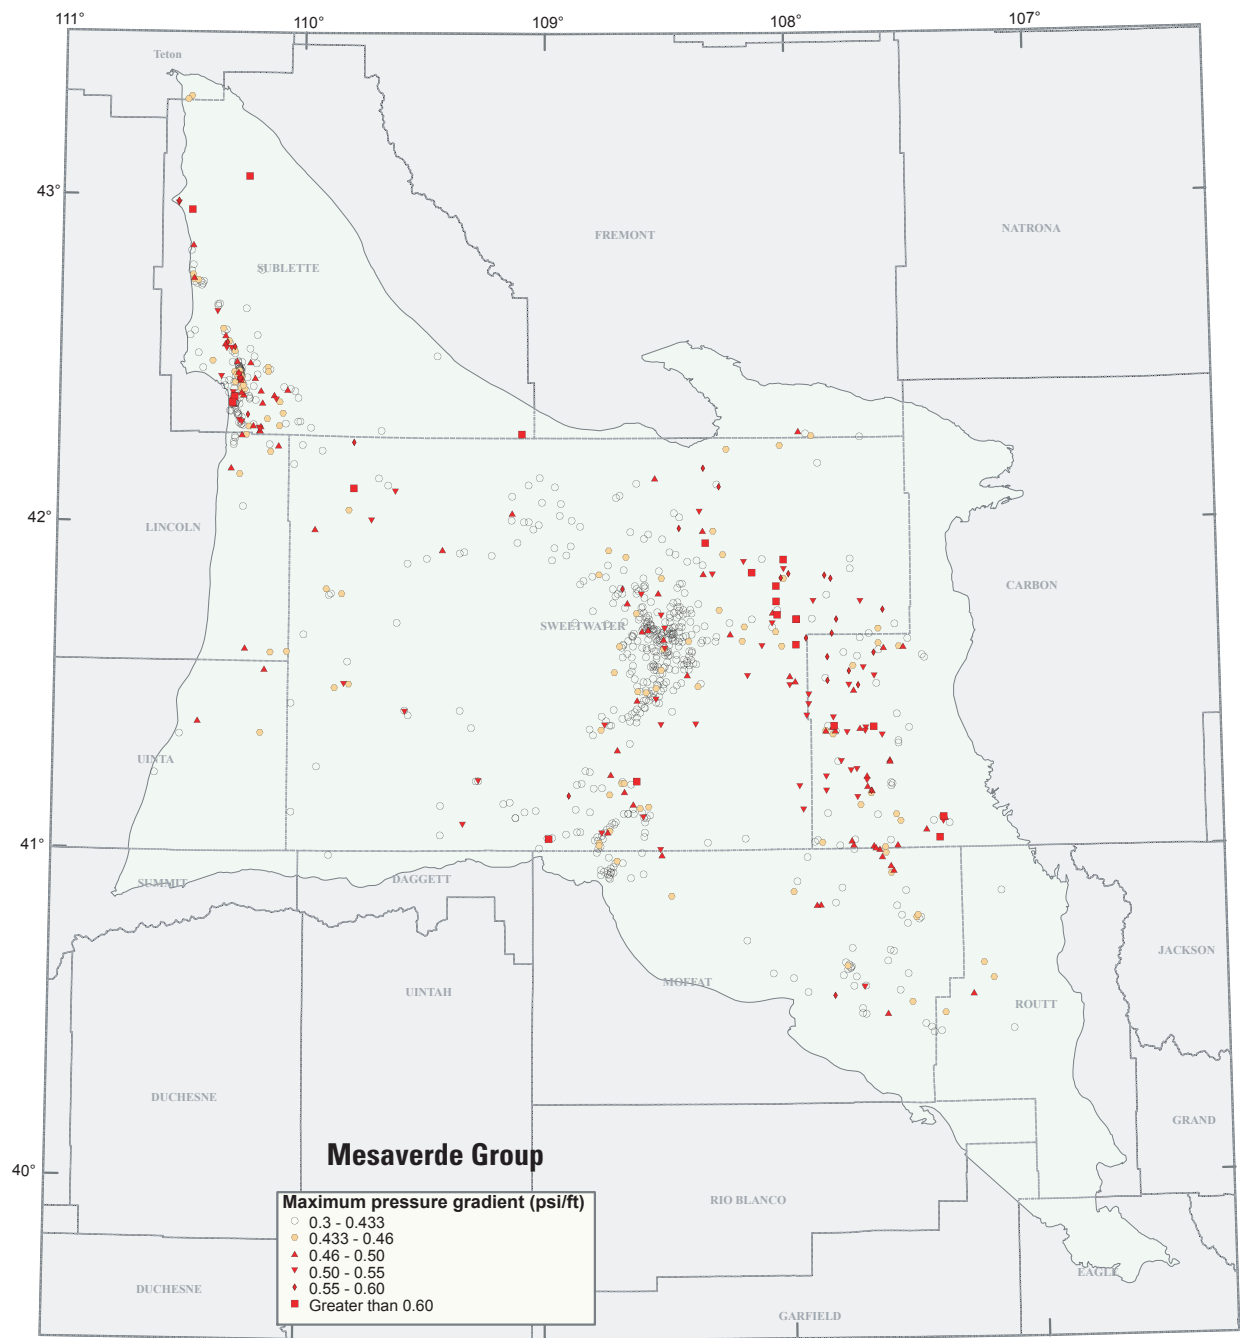 111°
110°
109°
108°
107°
Teton
43°
FREMONT
NATRONA
SUBLETTE
42°
LINCOLN
CARBON
SWEETWATER
UINTA
41°
SUMMIT
DAGGETT
JACKSON
MOFFAT
UINTAH
ROUTT
DUCHESNE
GRAND
Mesaverde Group
40°
RIO BLANCO
Maximum pressure gradient (psi/ft)
0.3 - 0.433
0.433 - 0.46
0.46 - 0.50
0.50 - 0.55
0.55 - 0.60
Greater than 0.60
EAGLE
DUCHESNE
GARFIELD